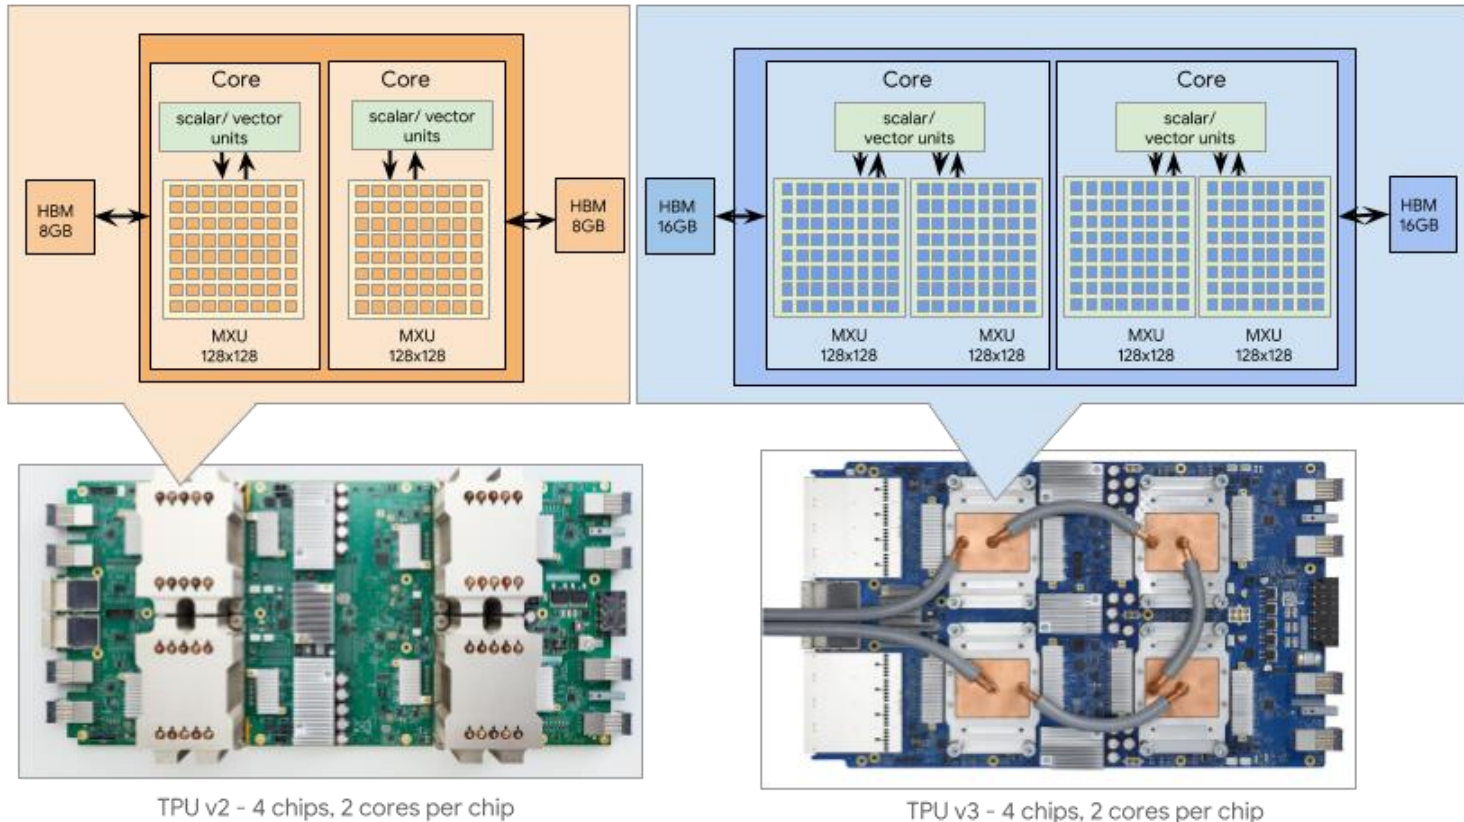 Core
scalar/ vector
units
Core
scalar/ vector
units
HBM
8GB
HBM
8GB
MXU
128x128
MXU
128x128
Core
scalar/
vector units
Core
scalar/
vector units
HBM
16GB
HBM
16GB
MXU
128x128
MXU
128x128
MXU
128x128
MXU
128x128
TPU v2 - 4 chips, 2 cores per chip
TPU v3 - 4 chips, 2 cores per chip